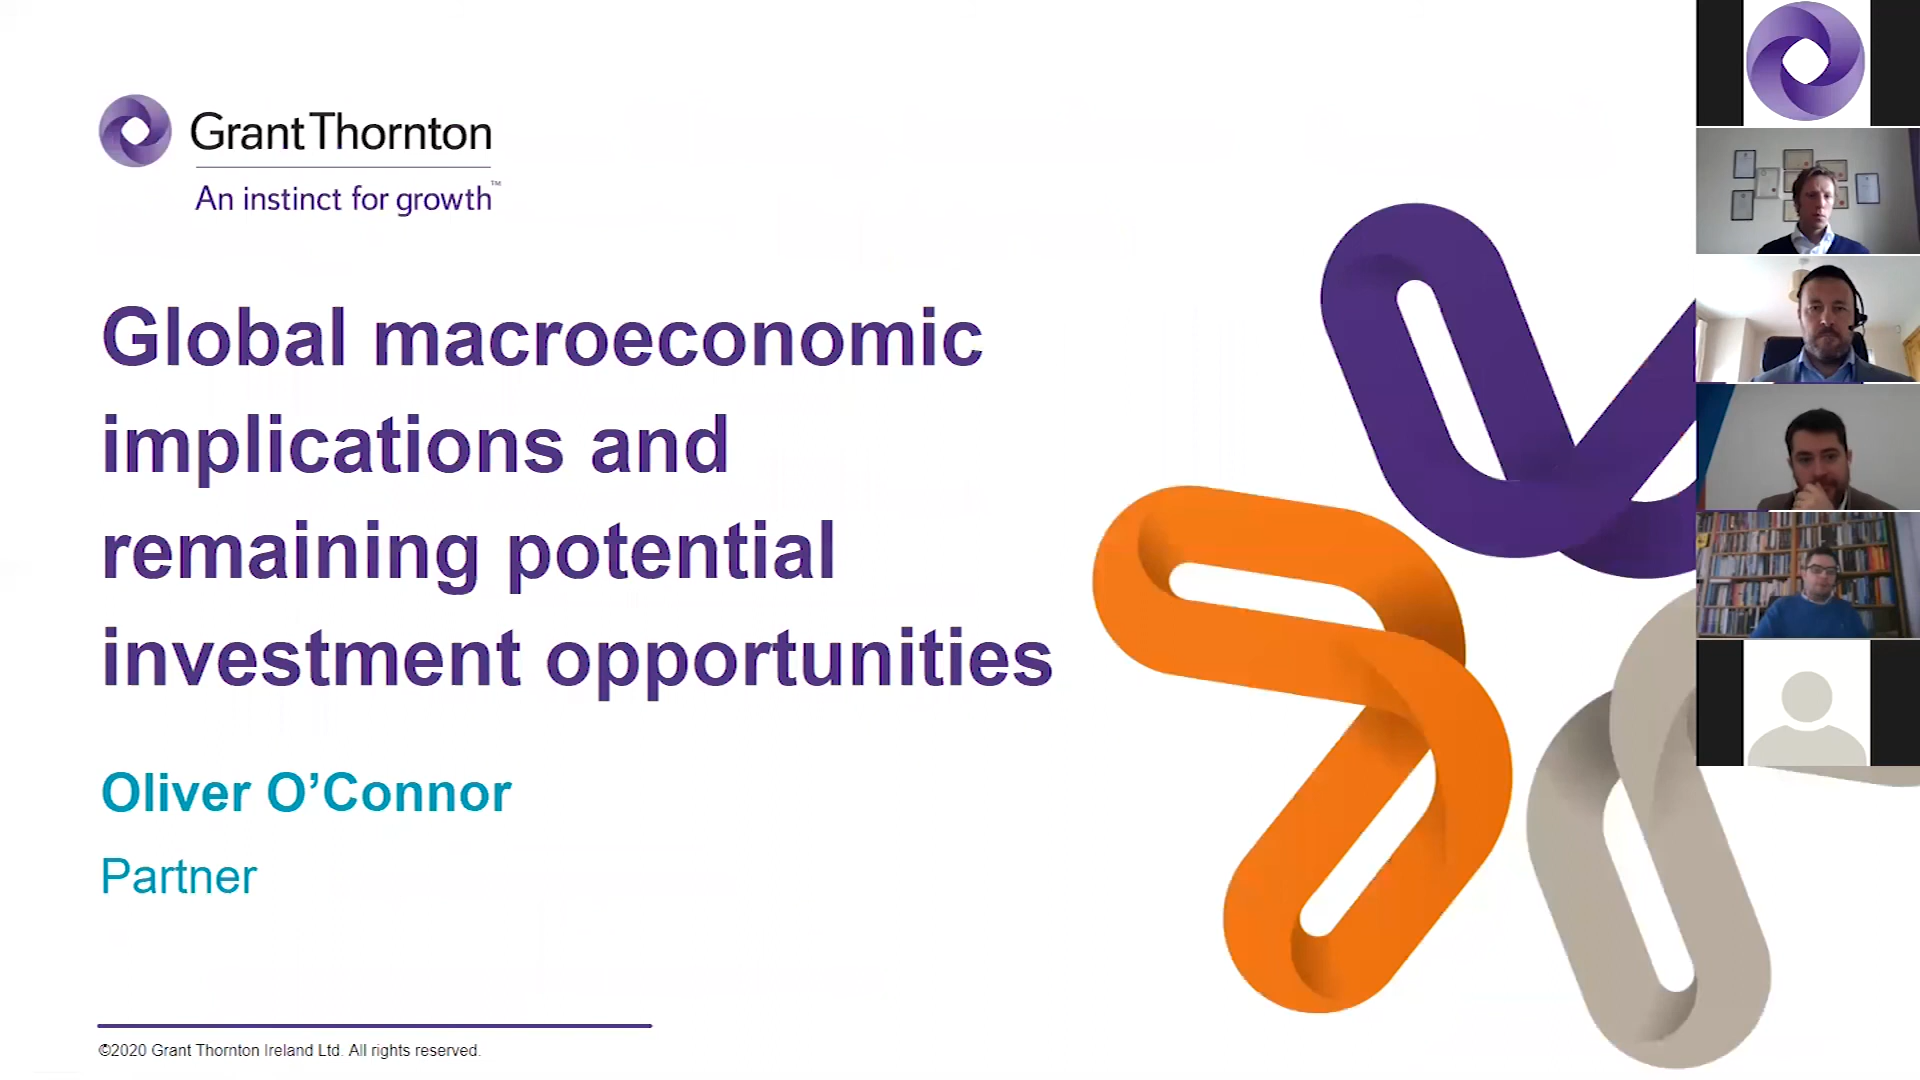 Grant Thornton
An instinct for growth™
Global macroeconomic
implications and
remaining potential
investment opportunities
Oliver O’Connor
Partner
©2020 Grant Thornton Ireland Ltd. All rights reserved.